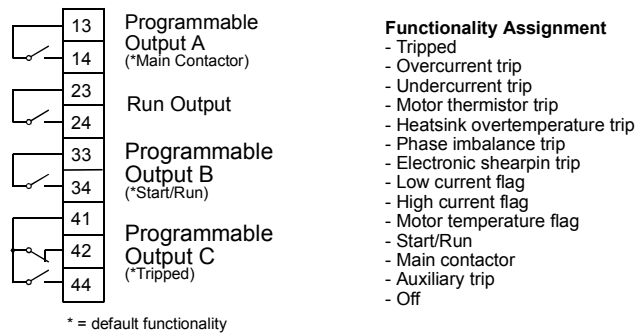 13
Programmable
Output A
14
(*Main Contactor)
23
Run Output
24
33
Programmable
Output B
34
(*Start/Run)
41
Programmable
42
Output C
(*Tripped)
44
* = default functionality
Functionality Assignment
- Tripped
- Overcurrent trip
- Undercurrent trip
- Motor thermistor trip
- Heatsink overtemperature trip
- Phase imbalance trip
- Electronic shearpin trip
- Low current flag
- High current flag
- Motor temperature flag
- Start/Run
- Main contactor
- Auxiliary trip
- Off